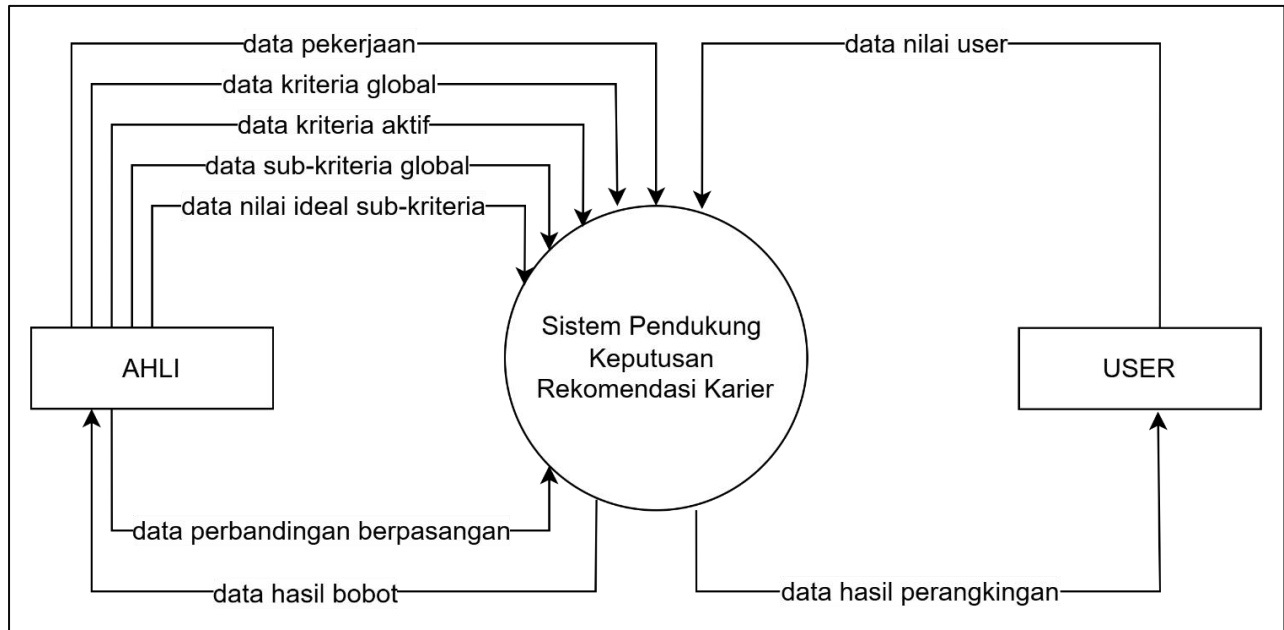 data pekerjaan
data nilai user
data kriteria global
data kriteria aktif
data sub-kriteria global
data nilai ideal sub-kriteria
Sistem Pendukung
Keputusan
Rekomendasi Karier
AHLI
USER
data perbandingan berpasangan
data hasil bobot
data hasil perangkingan